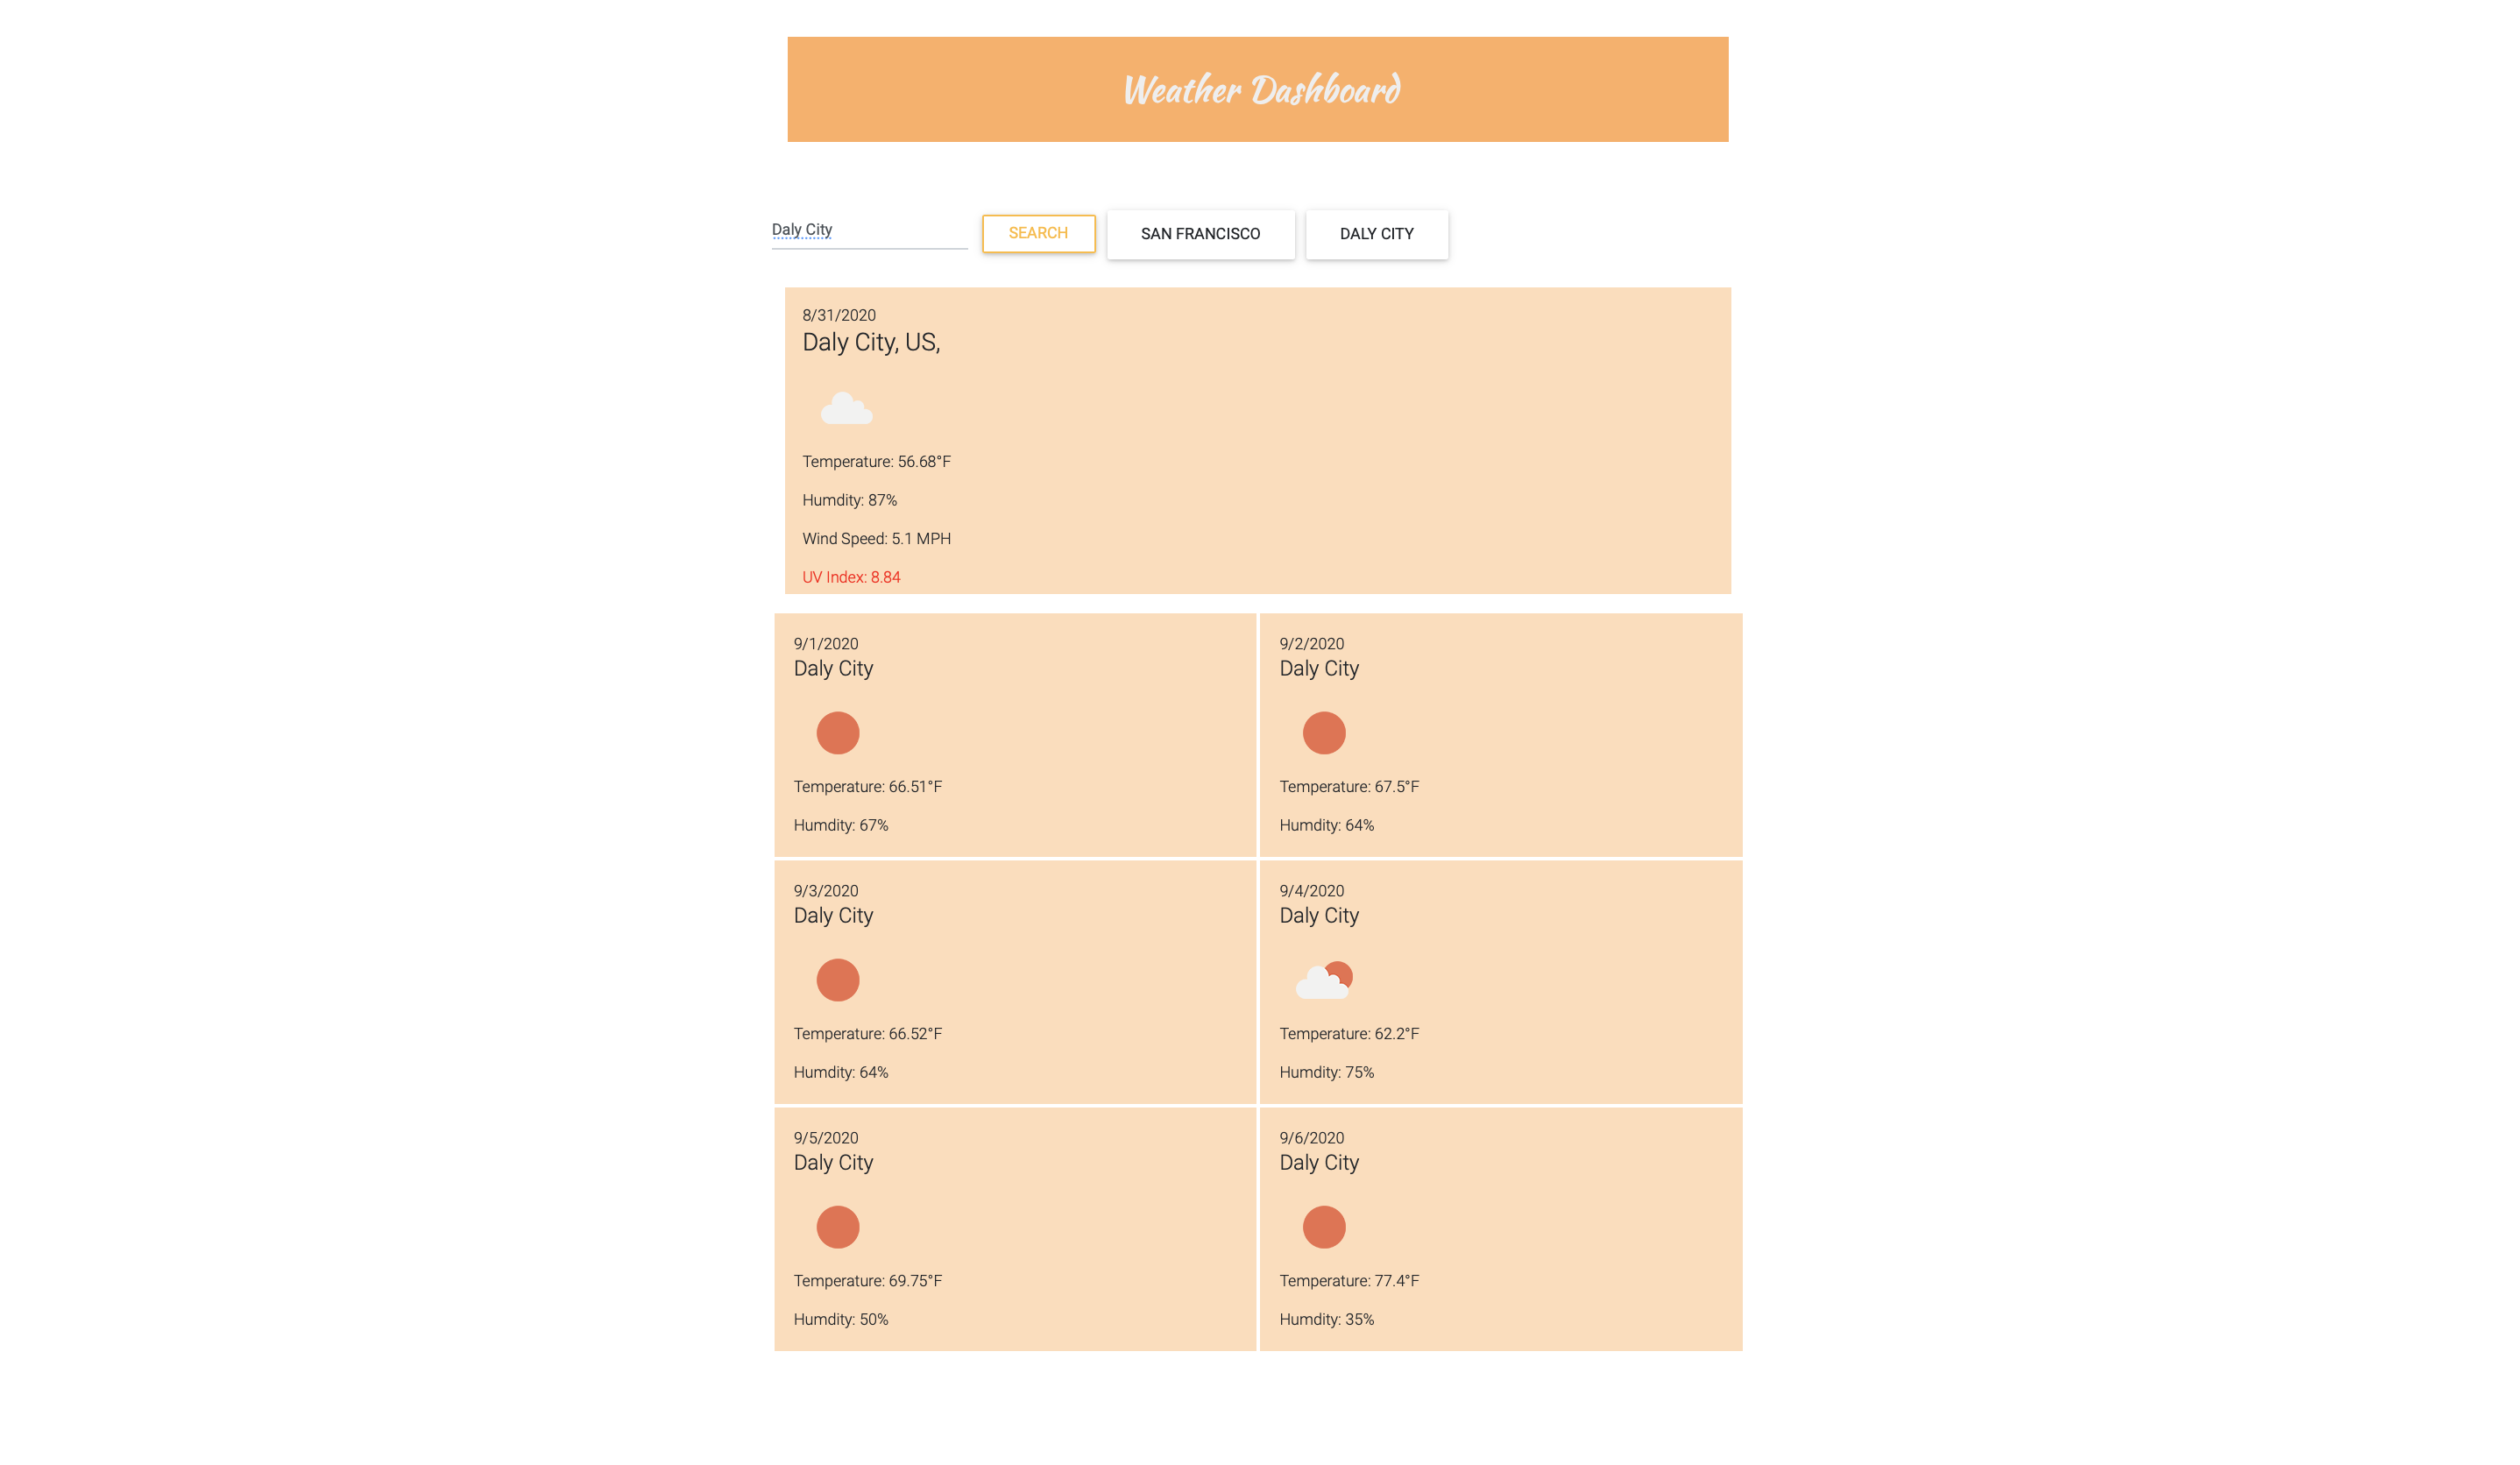 Weather Dashboard
Daly City
SEARCH
SAN FRANCISCO
DALY CITY
8/31/2020
Daly City, US,
Temperature: 56.68°F
Humdity: 87%
Wind Speed: 5.1 MPH
UV Index: 8.84
9/1/2020
Daly City
Temperature: 66.51°F
Humdity: 67%
9/2/2020
Daly City
Temperature: 67.5°F
Humdity: 64%
9/3/2020
Daly City
Temperature: 66.52°F
Humdity: 64%
9/4/2020
Daly City
Temperature: 62.2°F
Humdity: 75%
9/5/2020
Daly City
Temperature: 69.75°F
Humdity: 50%
9/6/2020
Daly City
Temperature: 77.4°F
Humdity: 35%